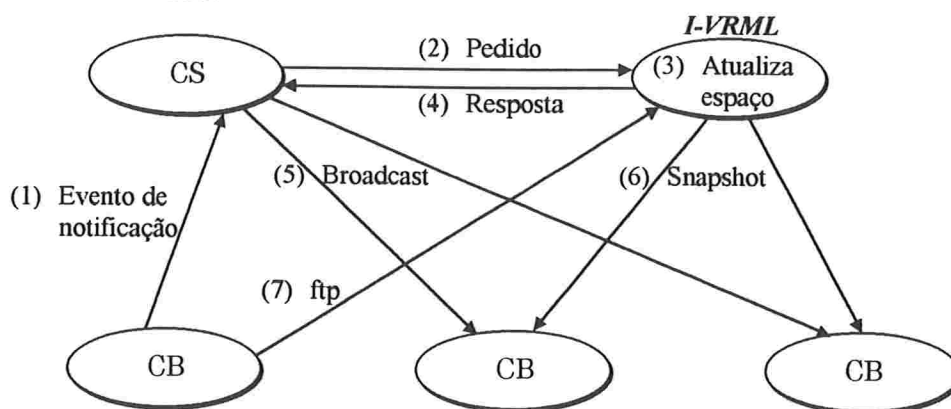 I-VRML
CS
(2) Pedido
(3) Atualiza
espaço
(4) Resposta
(5) Broadcast
(6) Snapshot
(1) Evento de
notificação
(7) ftp
CB
CB
CB